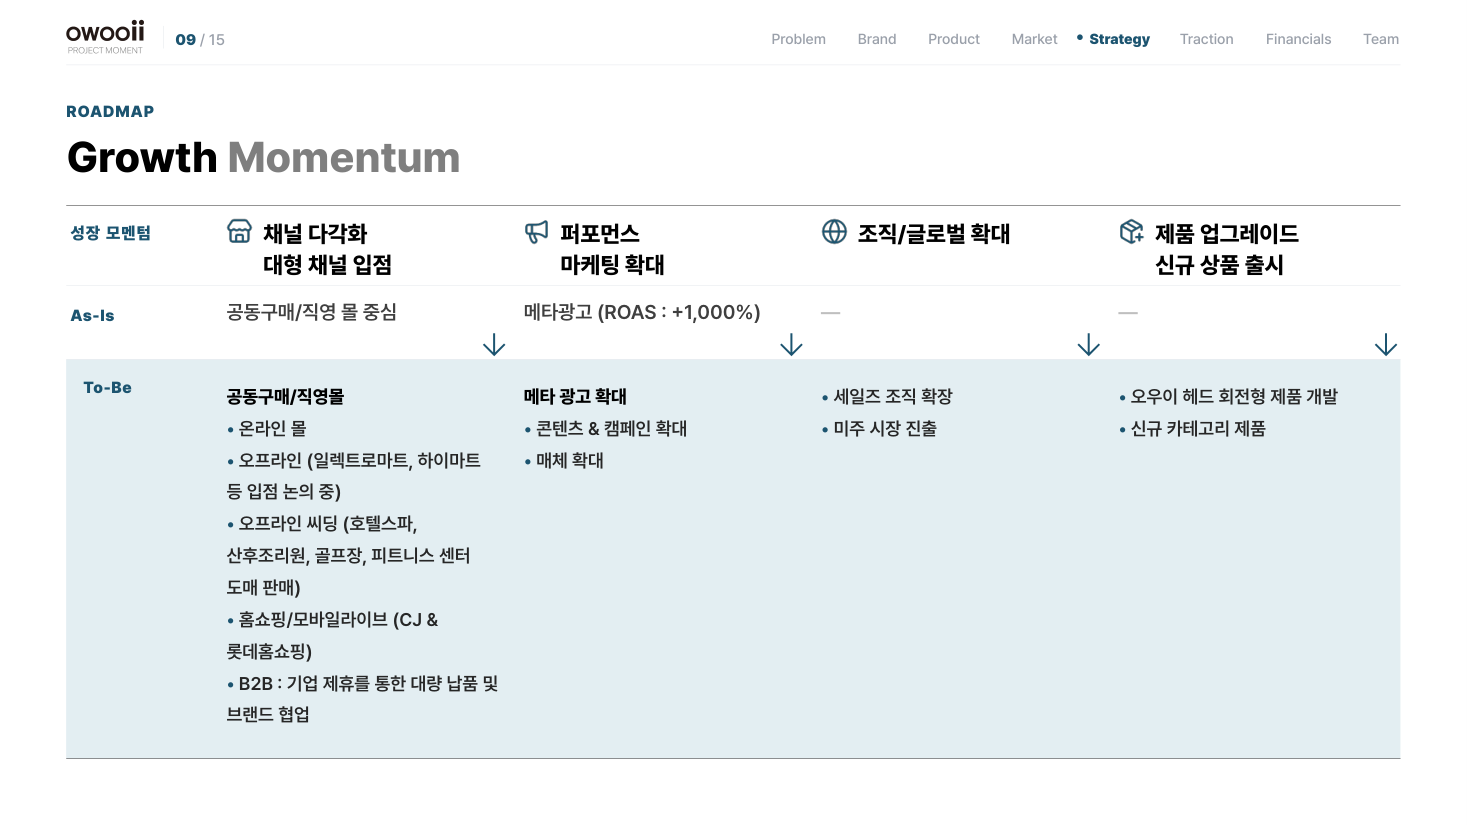 owooii
PROJECT MOMENT
09 / 15
Problem
Brand
Product
Market
• Strategy
Traction
Financials
Team
ROADMAP
Growth Momentum
성장 모멘텀
채널 다각화
대형 채널 입점
퍼포먼스
마케팅 확대
조직/글로벌 확대
제품 업그레이드
신규 상품 출시
As-Is
공동구매/직영 몰 중심
메타광고 (ROAS : +1,000%)
—
—
To-Be
공동구매/직영몰
• 온라인 몰
• 오프라인 (일렉트로마트, 하이마트
등 입점 논의 중)
• 오프라인 씨딩 (호텔스파,
산후조리원, 골프장, 피트니스 센터
도매 판매)
• 홈쇼핑/모바일라이브 (CJ &
롯데홈쇼핑)
• B2B : 기업 제휴를 통한 대량 납품 및
브랜드 협업
메타 광고 확대
• 콘텐츠 & 캠페인 확대
• 매체 확대
• 세일즈 조직 확장
• 미주 시장 진출
• 오우이 헤드 회전형 제품 개발
• 신규 카테고리 제품